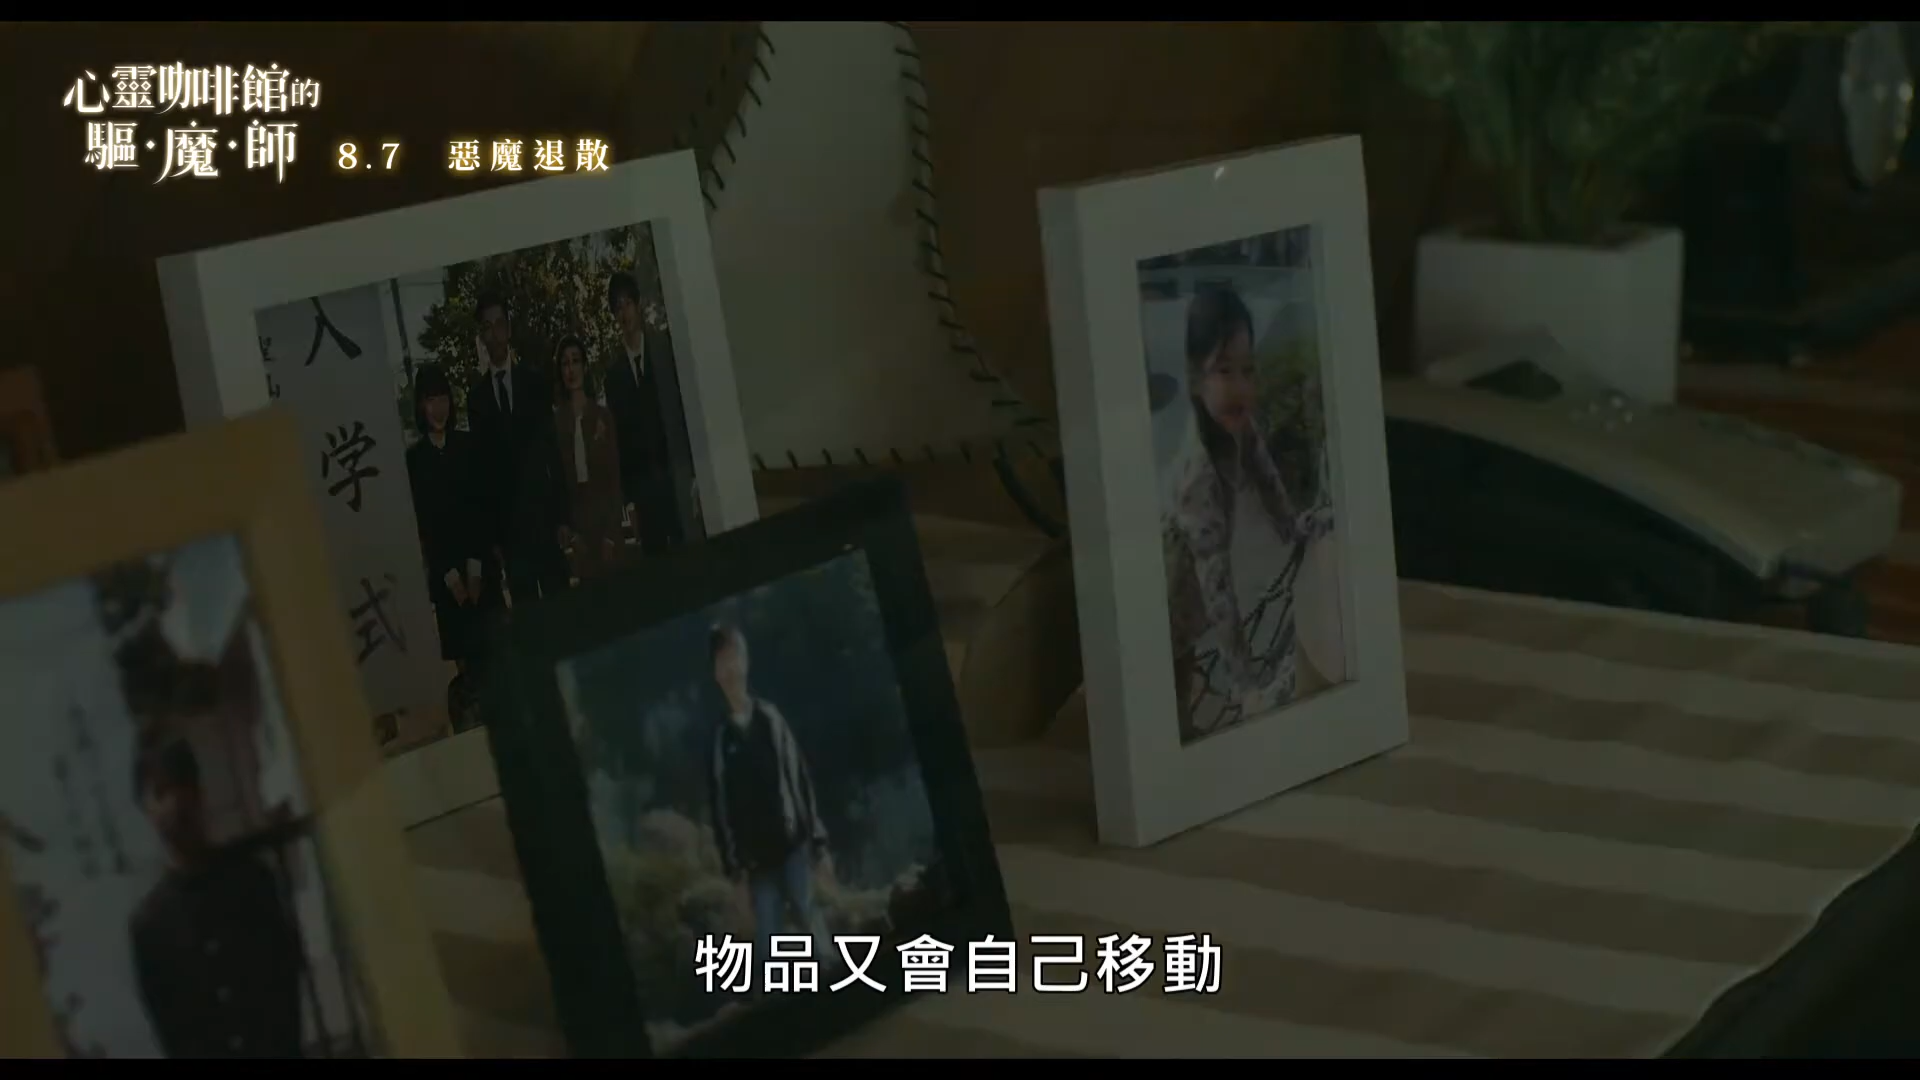 心靈咖啡館的
驅·魔·師
8.7 惡魔退散
入学式
物品又會自己移動